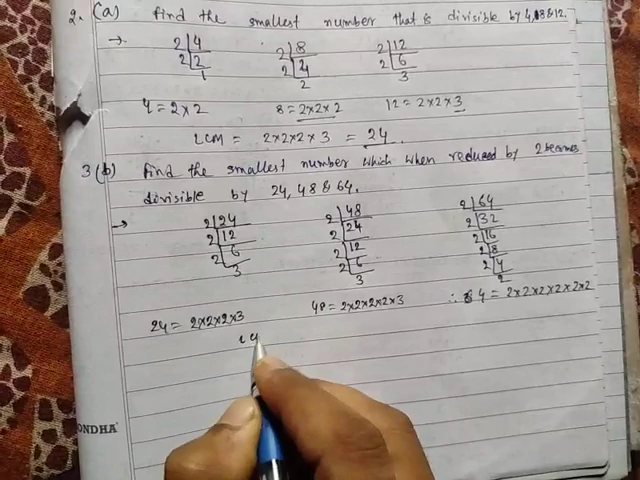 2. (a) Find the smallest number that is divisible by 4, 8 & 12.
→ 2|4 2|8 2|12
2|2 2|4 2|6
1 2 3
4 = 2×2 8 = 2×2×2 12 = 2×2×3
LCM = 2×2×2×3 = 24
3(b) Find the smallest number which when reduced by 2 becomes
divisible by 24, 48 & 64.
→ 2|24 2|48 2|64
2|12 2|24 2|32
2|6 2|12 2|16
3 2|6 2|8
3 2|4
2
24 = 2×2×2×3 48 = 2×2×2×2×3 ∴ 64 = 2×2×2×2×2×2
ONDHA